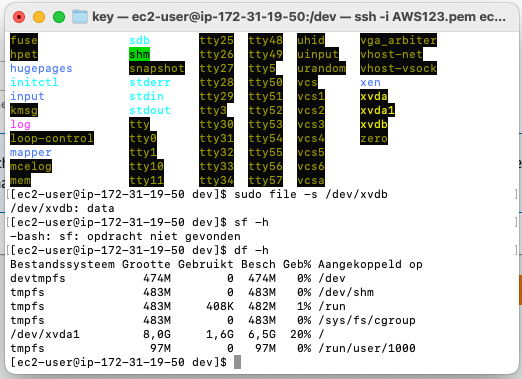 key — ec2-user@ip-172-31-19-50:/dev — ssh -i AWS123.pem ec...
fuse sdb tty25 tty48 uhid vga_arbiter
hpet shm tty26 tty49 uinput vhost-net
hugepages snapshot tty27 tty5 urandom vhost-vsock
initctl stderr tty28 tty50 vcs xen
input stdin tty29 tty51 vcs1 xvda
kmsg stdout tty3 tty52 vcs2 xvda1
log tty tty30 tty53 vcs3 xvdb
loop-control tty0 tty31 tty54 vcs4 zero
mapper tty1 tty32 tty55 vcs5
mcelog tty10 tty33 tty56 vcs6
mem tty11 tty34 tty57 vcsa
[[ec2-user@ip-172-31-19-50 dev]$ sudo file -s /dev/xvdb ]
/dev/xvdb: data
[[ec2-user@ip-172-31-19-50 dev]$ sf -h ]
-bash: sf: opdracht niet gevonden
[[ec2-user@ip-172-31-19-50 dev]$ df -h ]
Bestandssysteem Grootte Gebruikt Besch Geb% Aangekoppeld op
devtmpfs 474M 0 474M 0% /dev
tmpfs 483M 0 483M 0% /dev/shm
tmpfs 483M 408K 482M 1% /run
tmpfs 483M 0 483M 0% /sys/fs/cgroup
/dev/xvda1 8,0G 1,6G 6,5G 20% /
tmpfs 97M 0 97M 0% /run/user/1000
[ec2-user@ip-172-31-19-50 dev]$